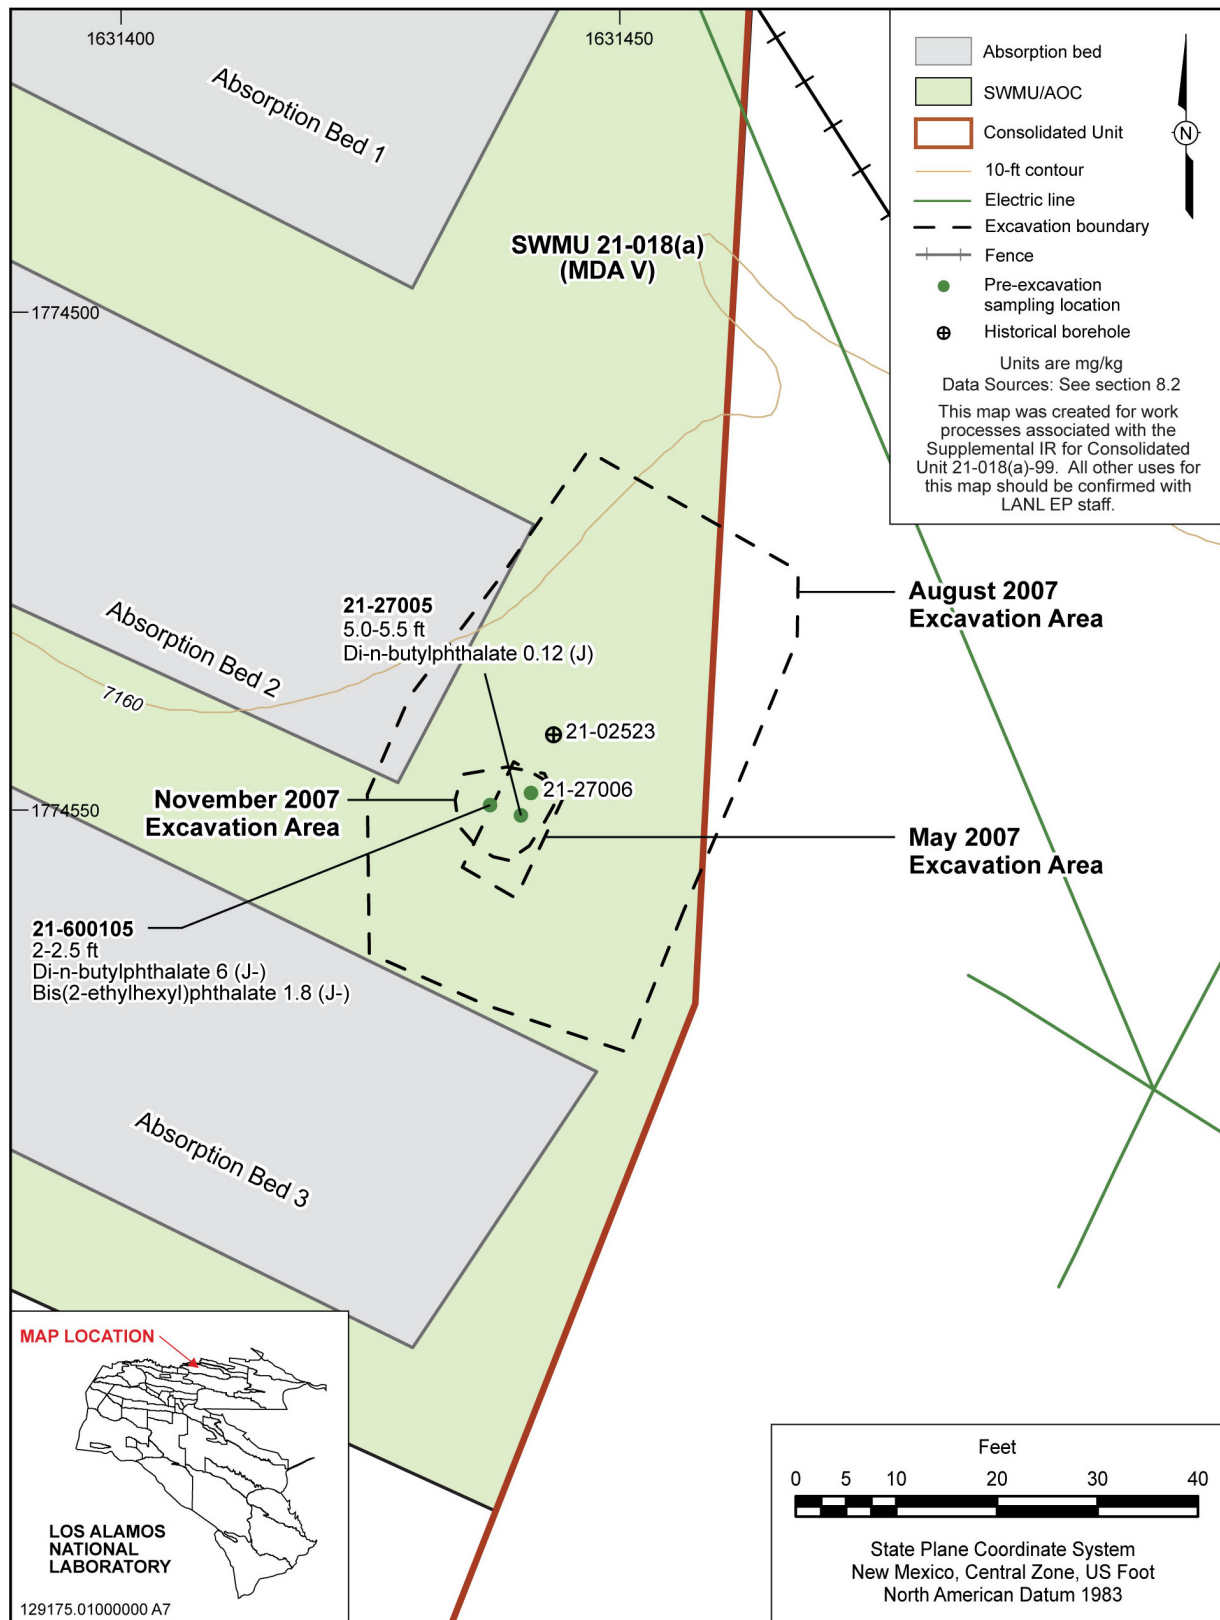 1631400
1631450
Absorption Bed 1
SWMU 21-018(a)
(MDA V)
1774500
Absorption bed
SWMU/AOC
Consolidated Unit
10-ft contour
Electric line
Excavation boundary
Fence
Pre-excavation
sampling location
Historical borehole
N
Units are mg/kg
Data Sources: See section 8.2
This map was created for work
processes associated with the
Supplemental IR for Consolidated
Unit 21-018(a)-99. All other uses for
this map should be confirmed with
LANL EP staff.
August 2007
Excavation Area
21-27005
5.0-5.5 ft
Di-n-butylphthalate 0.12 (J)
Absorption Bed 2
7160
21-02523
21-27006
November 2007
Excavation Area
1774550
May 2007
Excavation Area
21-600105
2-2.5 ft
Di-n-butylphthalate 6 (J-)
Bis(2-ethylhexyl)phthalate 1.8 (J-)
Absorption Bed 3
MAP LOCATION
LOS ALAMOS
NATIONAL
LABORATORY
129175.01000000 A7
Feet
0 5 10 20 30 40
State Plane Coordinate System
New Mexico, Central Zone, US Foot
North American Datum 1983